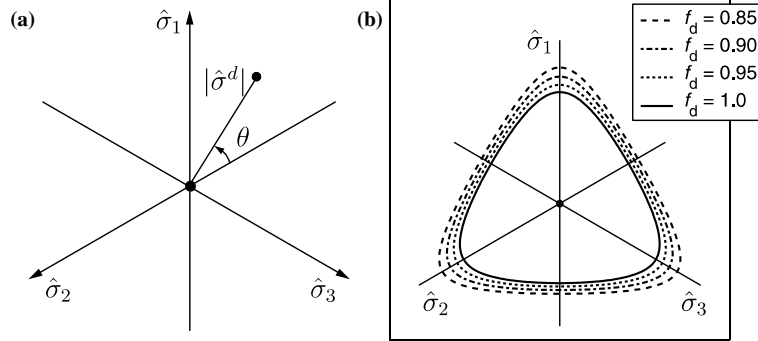 (a)
σ̂₁
|σ̂ᵈ|
θ
σ̂₂
σ̂₃
(b)
σ̂₁
σ̂₂
σ̂₃
f_d = 0.85
f_d = 0.90
f_d = 0.95
f_d = 1.0